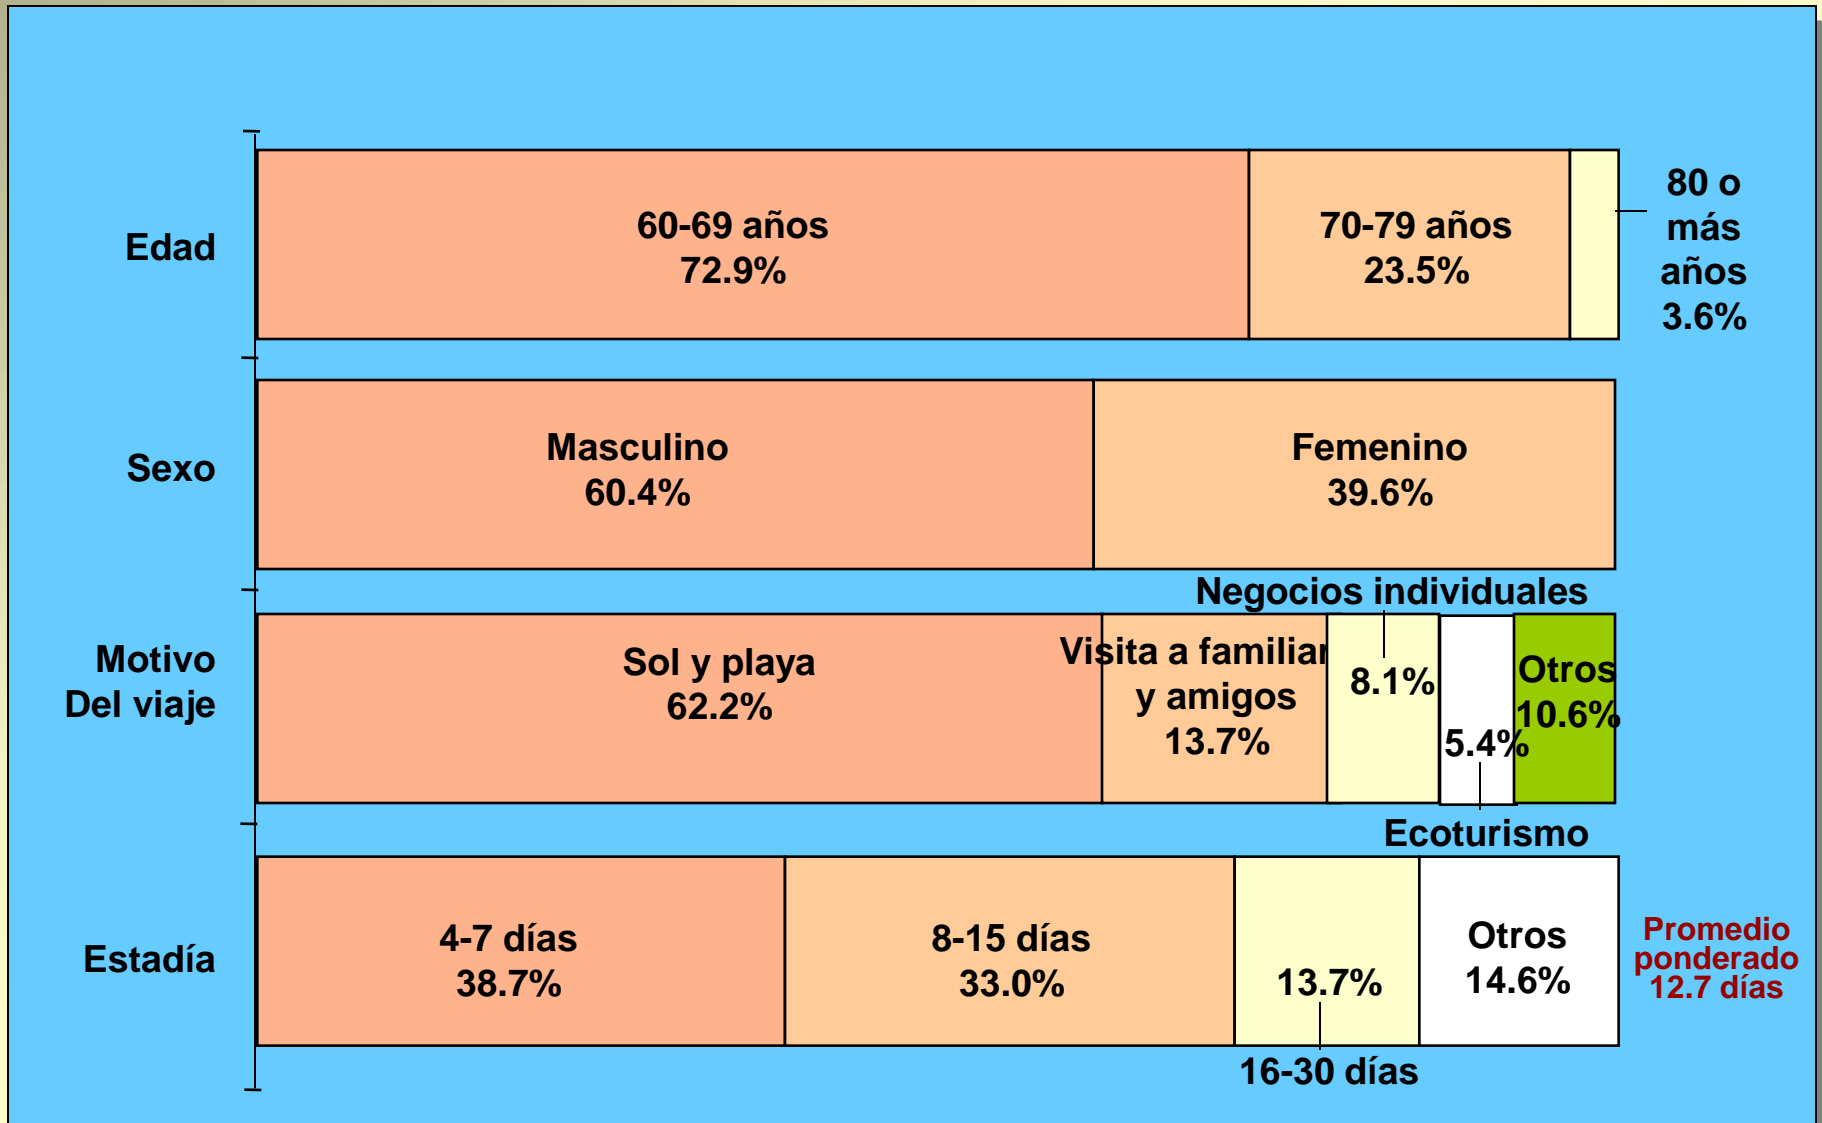 Edad
60-69 años
72.9%
70-79 años
23.5%
80 o
más
años
3.6%
Sexo
Masculino
60.4%
Femenino
39.6%
Motivo
Del viaje
Sol y playa
62.2%
Visita a familiar
y amigos
13.7%
Negocios individuales
8.1%
5.4%
Ecoturismo
Otros
10.6%
Estadía
4-7 días
38.7%
8-15 días
33.0%
13.7%
16-30 días
Otros
14.6%
Promedio
ponderado
12.7 días